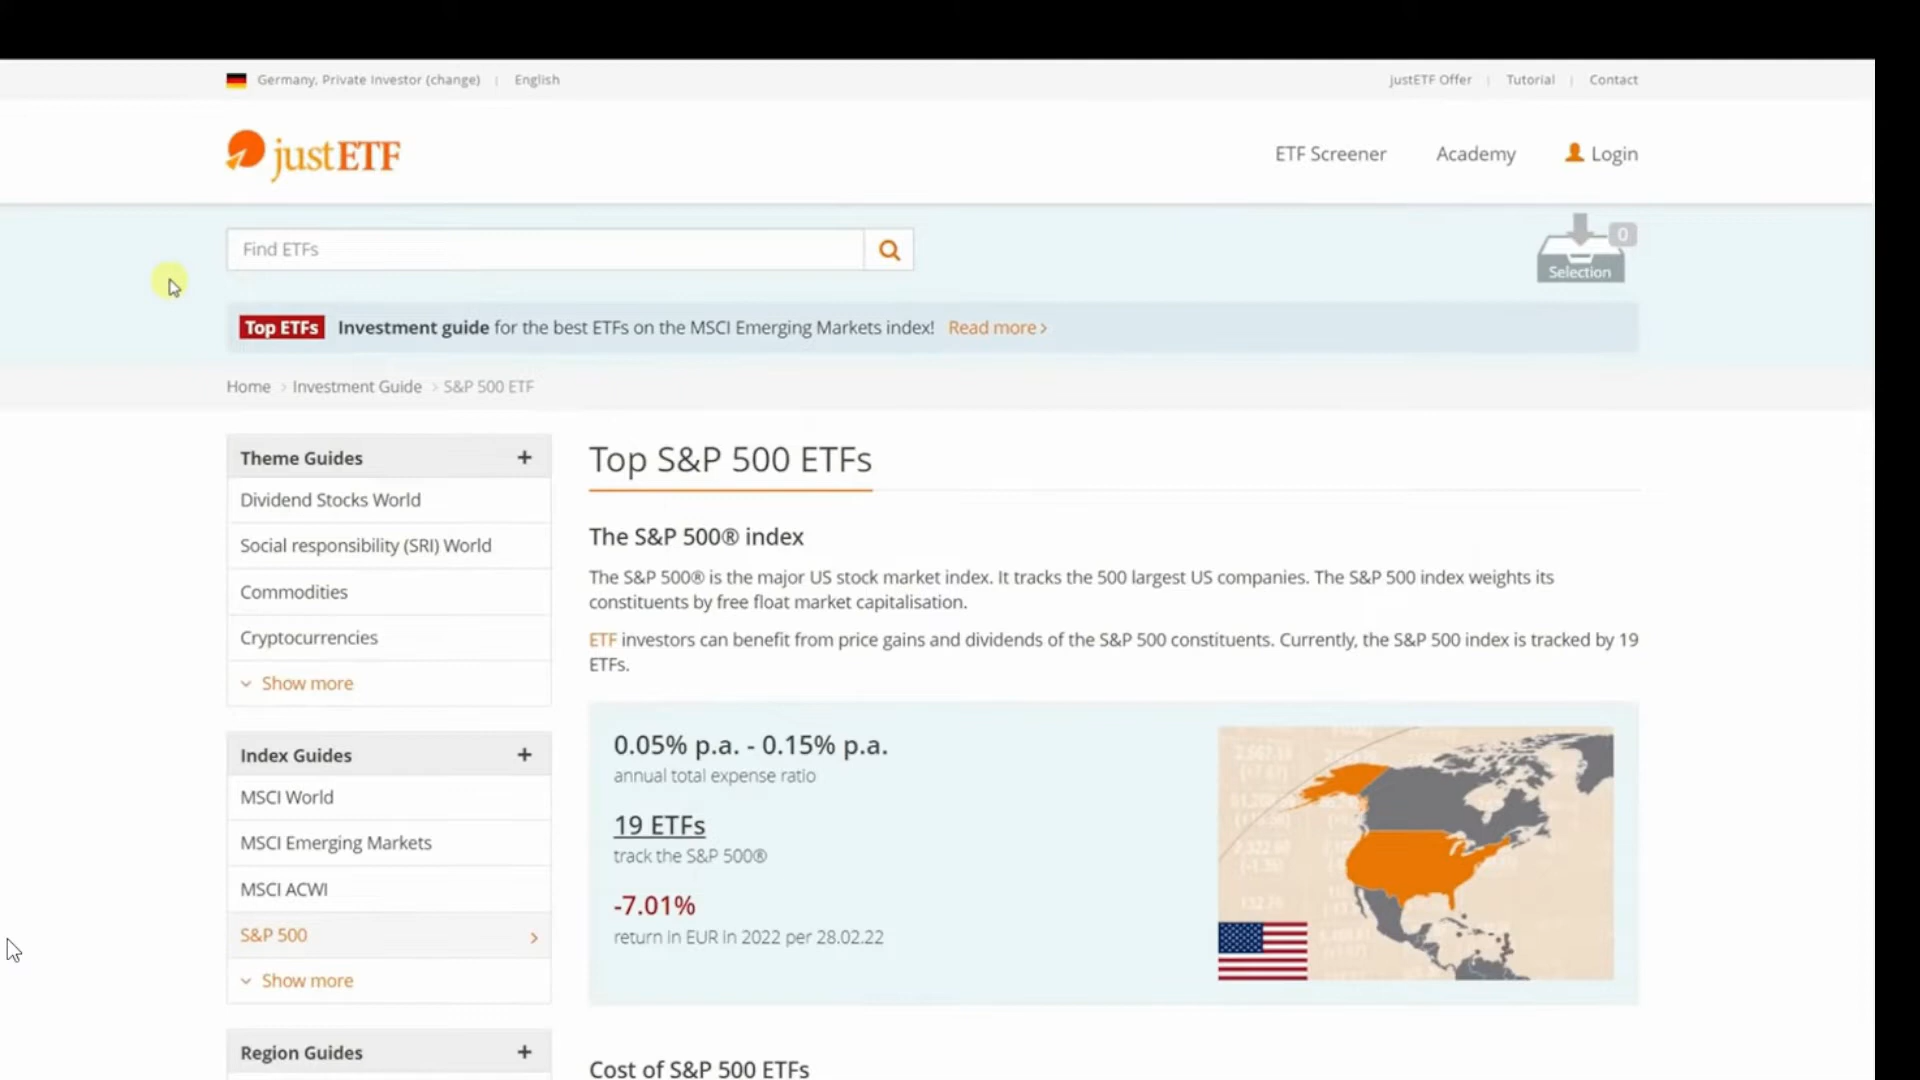 Germany, Private Investor (change) | English
justETF Offer | Tutorial | Contact
justETF
ETF Screener Academy Login
Find ETFs
0
Selection
Top ETFs Investment guide for the best ETFs on the MSCI Emerging Markets index! Read more >
Home > Investment Guide > S&P 500 ETF
Theme Guides +
Dividend Stocks World
Social responsibility (SRI) World
Commodities
Cryptocurrencies
Show more
Index Guides +
MSCI World
MSCI Emerging Markets
MSCI ACWI
S&P 500
Show more
Region Guides +
Top S&P 500 ETFs
The S&P 500® index
The S&P 500® is the major US stock market index. It tracks the 500 largest US companies. The S&P 500 index weights its
constituents by free float market capitalisation.
ETF investors can benefit from price gains and dividends of the S&P 500 constituents. Currently, the S&P 500 index is tracked by 19
ETFs.
0.05% p.a. - 0.15% p.a.
annual total expense ratio
19 ETFs
track the S&P 500®
-7.01%
return in EUR in 2022 per 28.02.22
Cost of S&P 500 ETFs